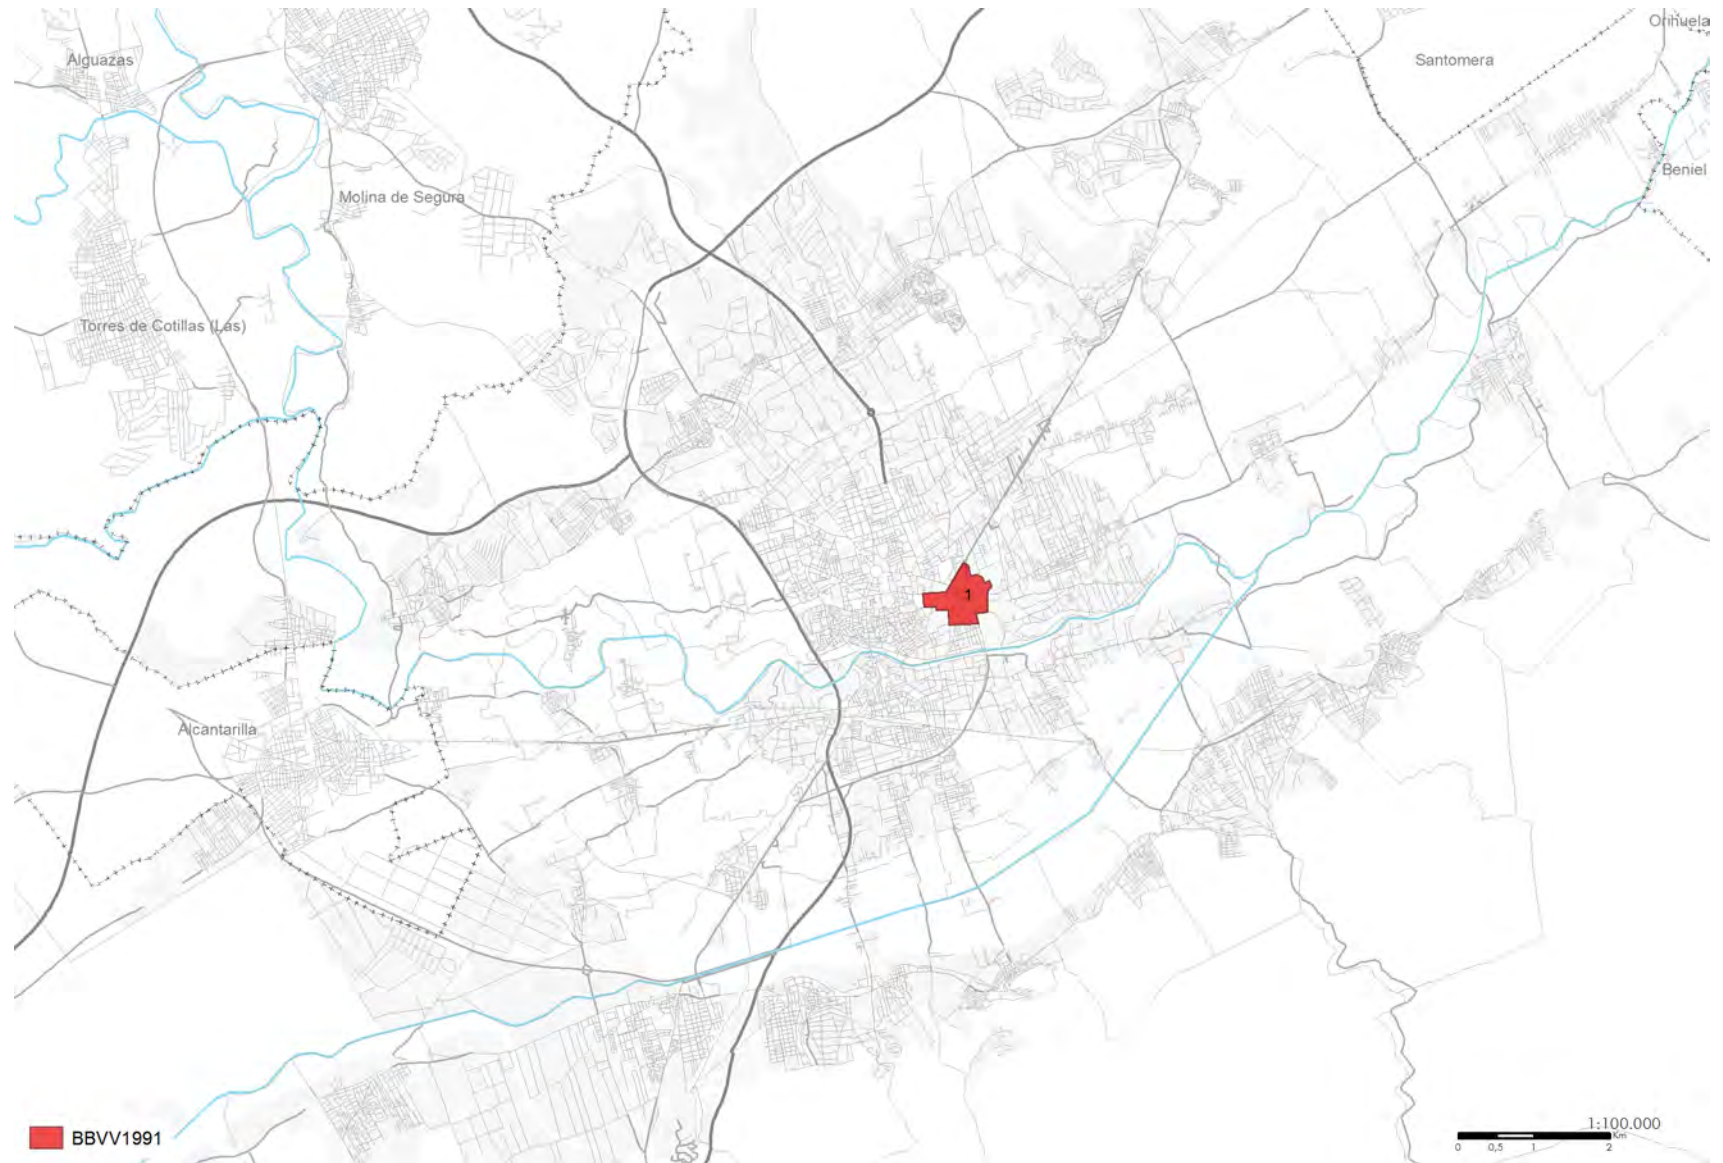 Orihuela
Alguazas
Santomera
Beniel
Molina de Segura
Torres de Cotillas (Las)
1
Alcantarilla
BBVV1991
1:100.000
Km
0 0,5 1 2